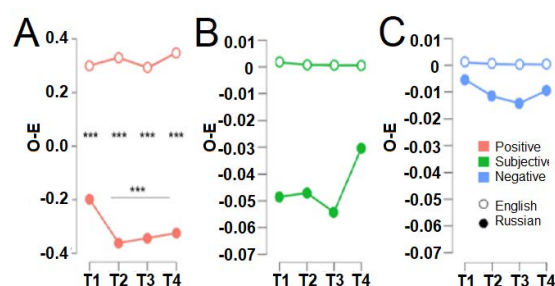 A
O-E
0.4
0.2
0.0
-0.2
-0.4
*** *** *** ***
***
T1 T2 T3 T4
B
O-E
0.01
0
-0.01
-0.02
-0.03
-0.04
-0.05
-0.06
-0.07
T1 T2 T3 T4
C
O-E
0.01
0
-0.01
-0.02
-0.03
-0.04
-0.05
-0.06
-0.07
Positive
Subjective
Negative
English
Russian
T1 T2 T3 T4